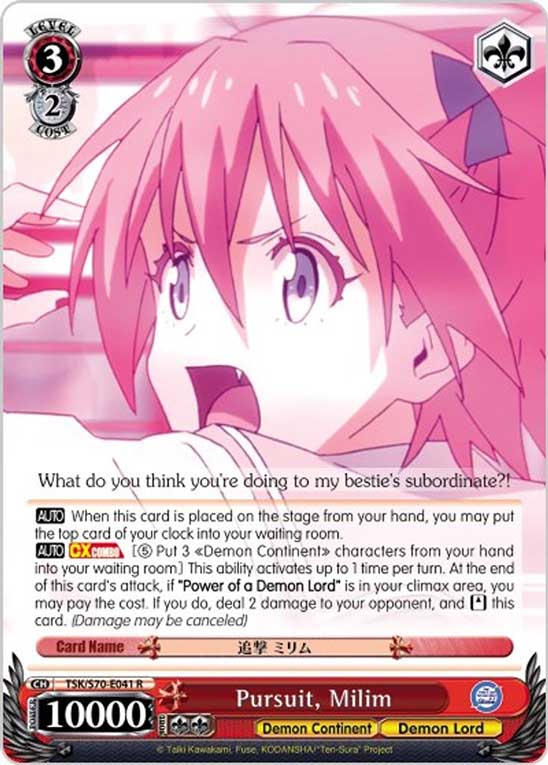 LEVEL
3
2
COST
What do you think you're doing to my bestie's subordinate?!
AUTO When this card is placed on the stage from your hand, you may put
the top card of your clock into your waiting room.
AUTO CXCOMBO [⑤ Put 3 «Demon Continent» characters from your hand
into your waiting room] This ability activates up to 1 time per turn. At the end
of this card's attack, if "Power of a Demon Lord" is in your climax area, you
may pay the cost. If you do, deal 2 damage to your opponent, and [⬆] this
card. (Damage may be canceled)
Card Name 追撃 ミリム
CH TSK/S70-E041 R
Pursuit, Milim
POWER 10000 SOUL Demon Continent Demon Lord
© Taiki Kawakami, Fuse, KODANSHA/"Ten-Sura" Project